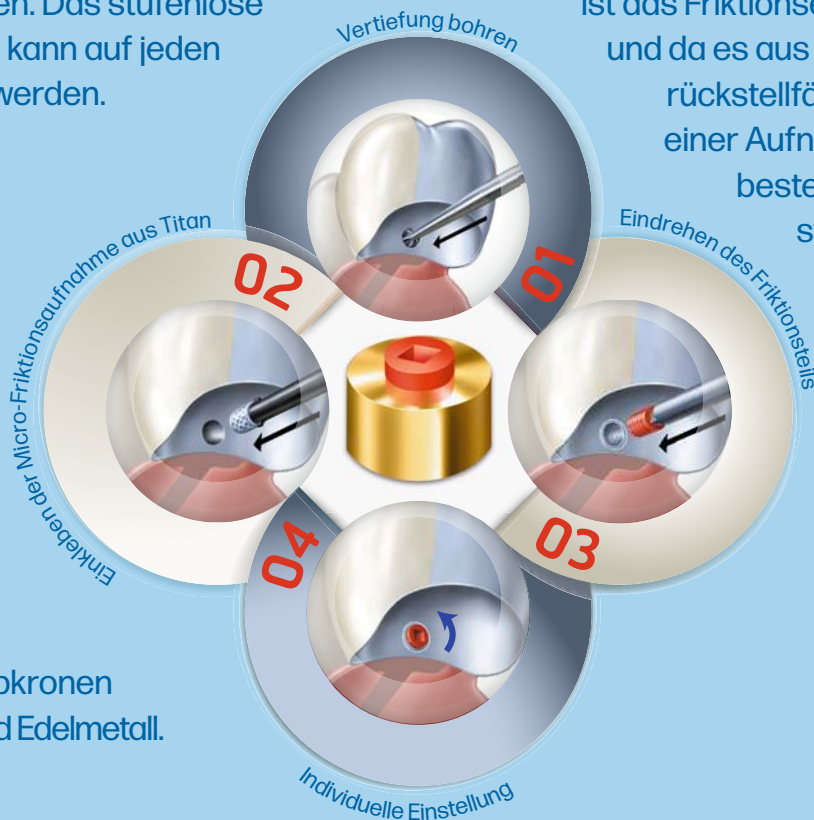 en. Das stufenlose
kann auf jeden
werden.
ist das Friktionse
und da es aus
rückstellfä
einer Aufn
beste
s
Vertiefung bohren
01
Einkleben der Micro-Friktionsaufnahme aus Titan
02
Eindrehen des Friktionsteils
03
04
Individuelle Einstellung
okronen
d Edelmetall.